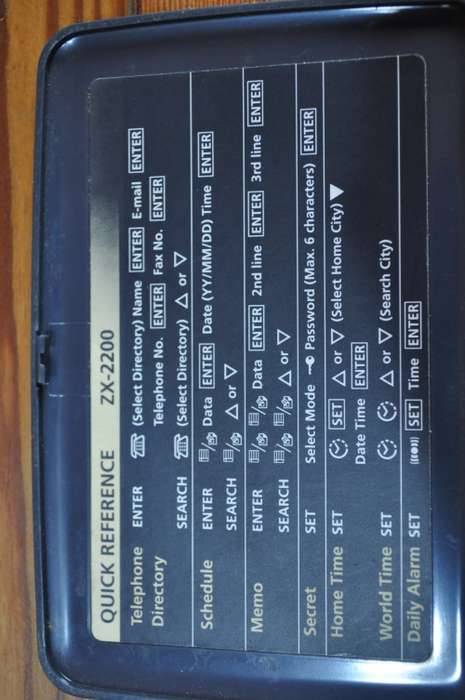 QUICK REFERENCE ZX-2200
Telephone Directory ENTER (Select Directory) Name ENTER E-mail ENTER
Telephone No. ENTER Fax No. ENTER
SEARCH (Select Directory) △ or ▽
Schedule ENTER Data ENTER Date (YY/MM/DD) Time ENTER
SEARCH △ or ▽
Memo ENTER Data ENTER 2nd line ENTER 3rd line ENTER
SEARCH △ or ▽
Secret SET Select Mode Password (Max. 6 characters) ENTER
Home Time SET SET △ or ▽ (Select Home City) ▼
Date Time ENTER
World Time SET △ or ▽ (Search City)
Daily Alarm SET SET Time ENTER